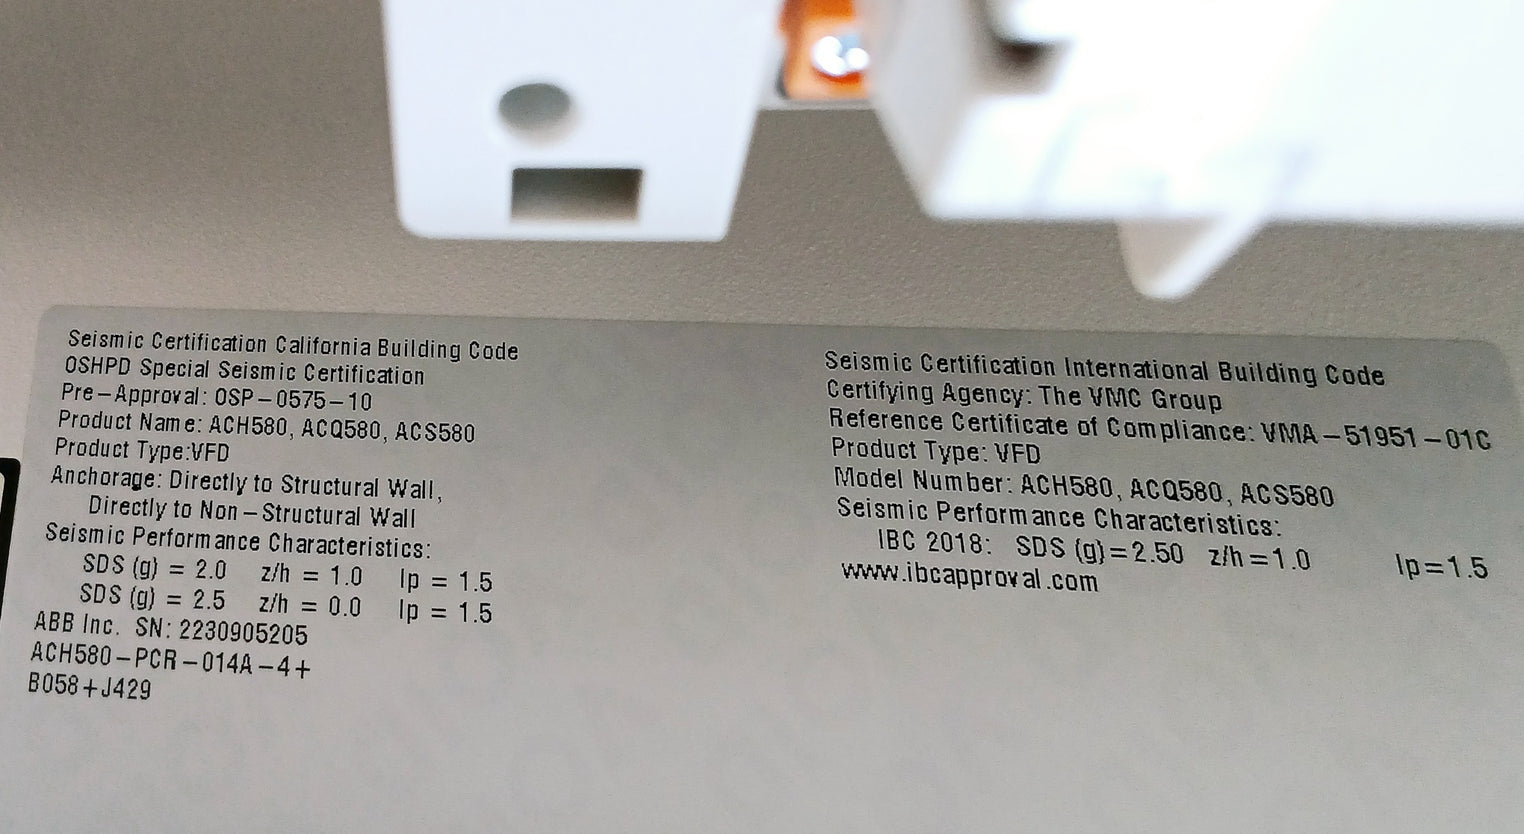 Seismic Certification California Building Code
OSHPD Special Seismic Certification
Pre-Approval: OSP-0575-10
Product Name: ACH580, ACQ580, ACS580
Product Type:VFD
Anchorage: Directly to Structural Wall,
Directly to Non-Structural Wall
Seismic Performance Characteristics:
SDS (g) = 2.0 z/h = 1.0 Ip = 1.5
SDS (g) = 2.5 z/h = 0.0 Ip = 1.5
ABB Inc. SN: 2230905205
ACH580-PCR-014A-4+
B058+J429
Seismic Certification International Building Code
Certifying Agency: The VMC Group
Reference Certificate of Compliance: VMA-51951-01C
Product Type: VFD
Model Number: ACH580, ACQ580, ACS580
Seismic Performance Characteristics:
IBC 2018: SDS (g)=2.50 z/h=1.0 Ip=1.5
www.ibcapproval.com